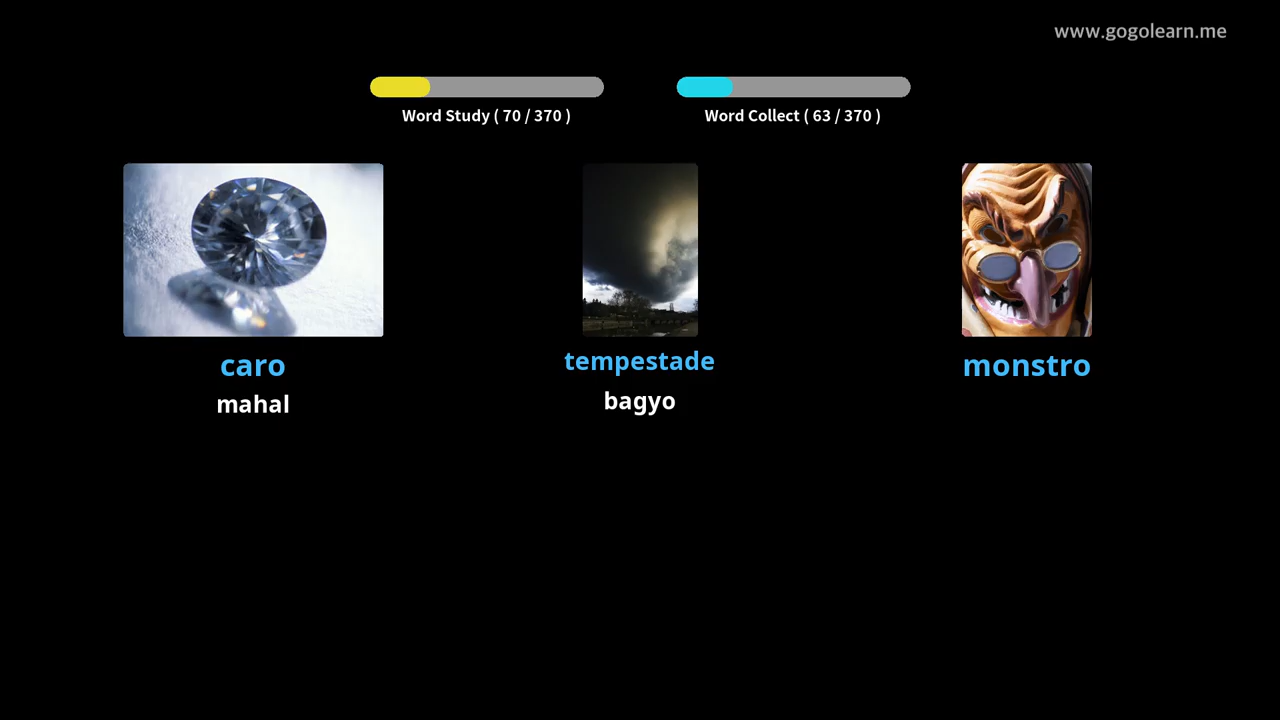 www.gogolearn.me
Word Study ( 70 / 370 )
Word Collect ( 63 / 370 )
caro
mahal
tempestade
bagyo
monstro